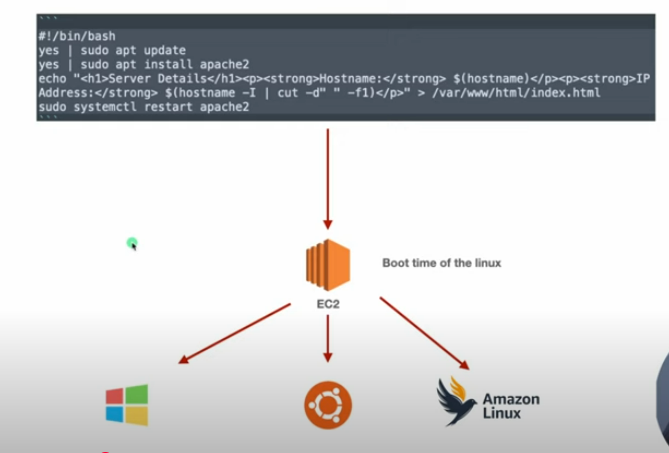 ```
#!/bin/bash
yes | sudo apt update
yes | sudo apt install apache2
echo "<h1>Server Details</h1><p><strong>Hostname:</strong> $(hostname)</p><p><strong>IP
Address:</strong> $(hostname -I | cut -d" " -f1)</p>" > /var/www/html/index.html
sudo systemctl restart apache2
```
Boot time of the linux
EC2
Amazon
Linux